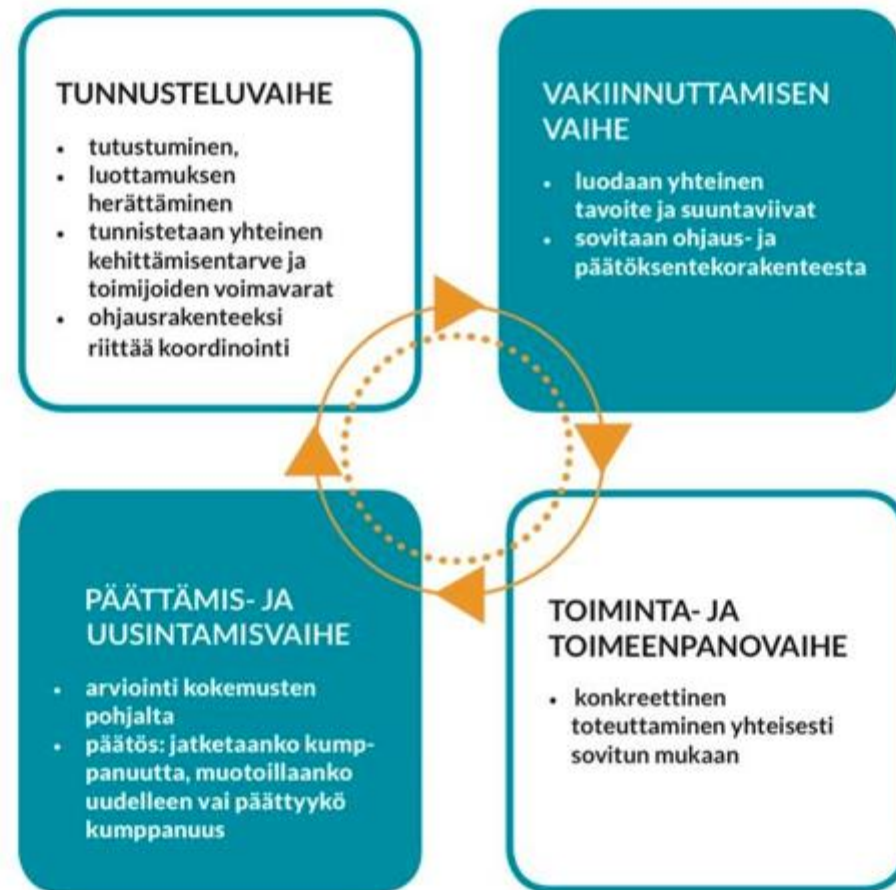 TUNNUSTELUVAIHE
• tutustuminen,
• luottamuksen
herättäminen
• tunnistetaan yhteinen
kehittämisentarve ja
toimijoiden voimavarat
• ohjausrakenteeksi
riittää koordinointi
VAKIINNUTTAMISEN
VAIHE
• luodaan yhteinen
tavoite ja suuntaviivat
• sovitaan ohjaus- ja
päätöksentekorakenteesta
PÄÄTTÄMIS- JA
UUSINTAMISVAIHE
• arviointi kokemusten
pohjalta
• päätös: jatketaanko kump-
panuutta, muotoillaanko
uudelleen vai päättyykö
kumppanuus
TOIMINTA- JA
TOIMEENPANOVAIHE
• konkreettinen
toteuttaminen yhteisesti
sovitun mukaan